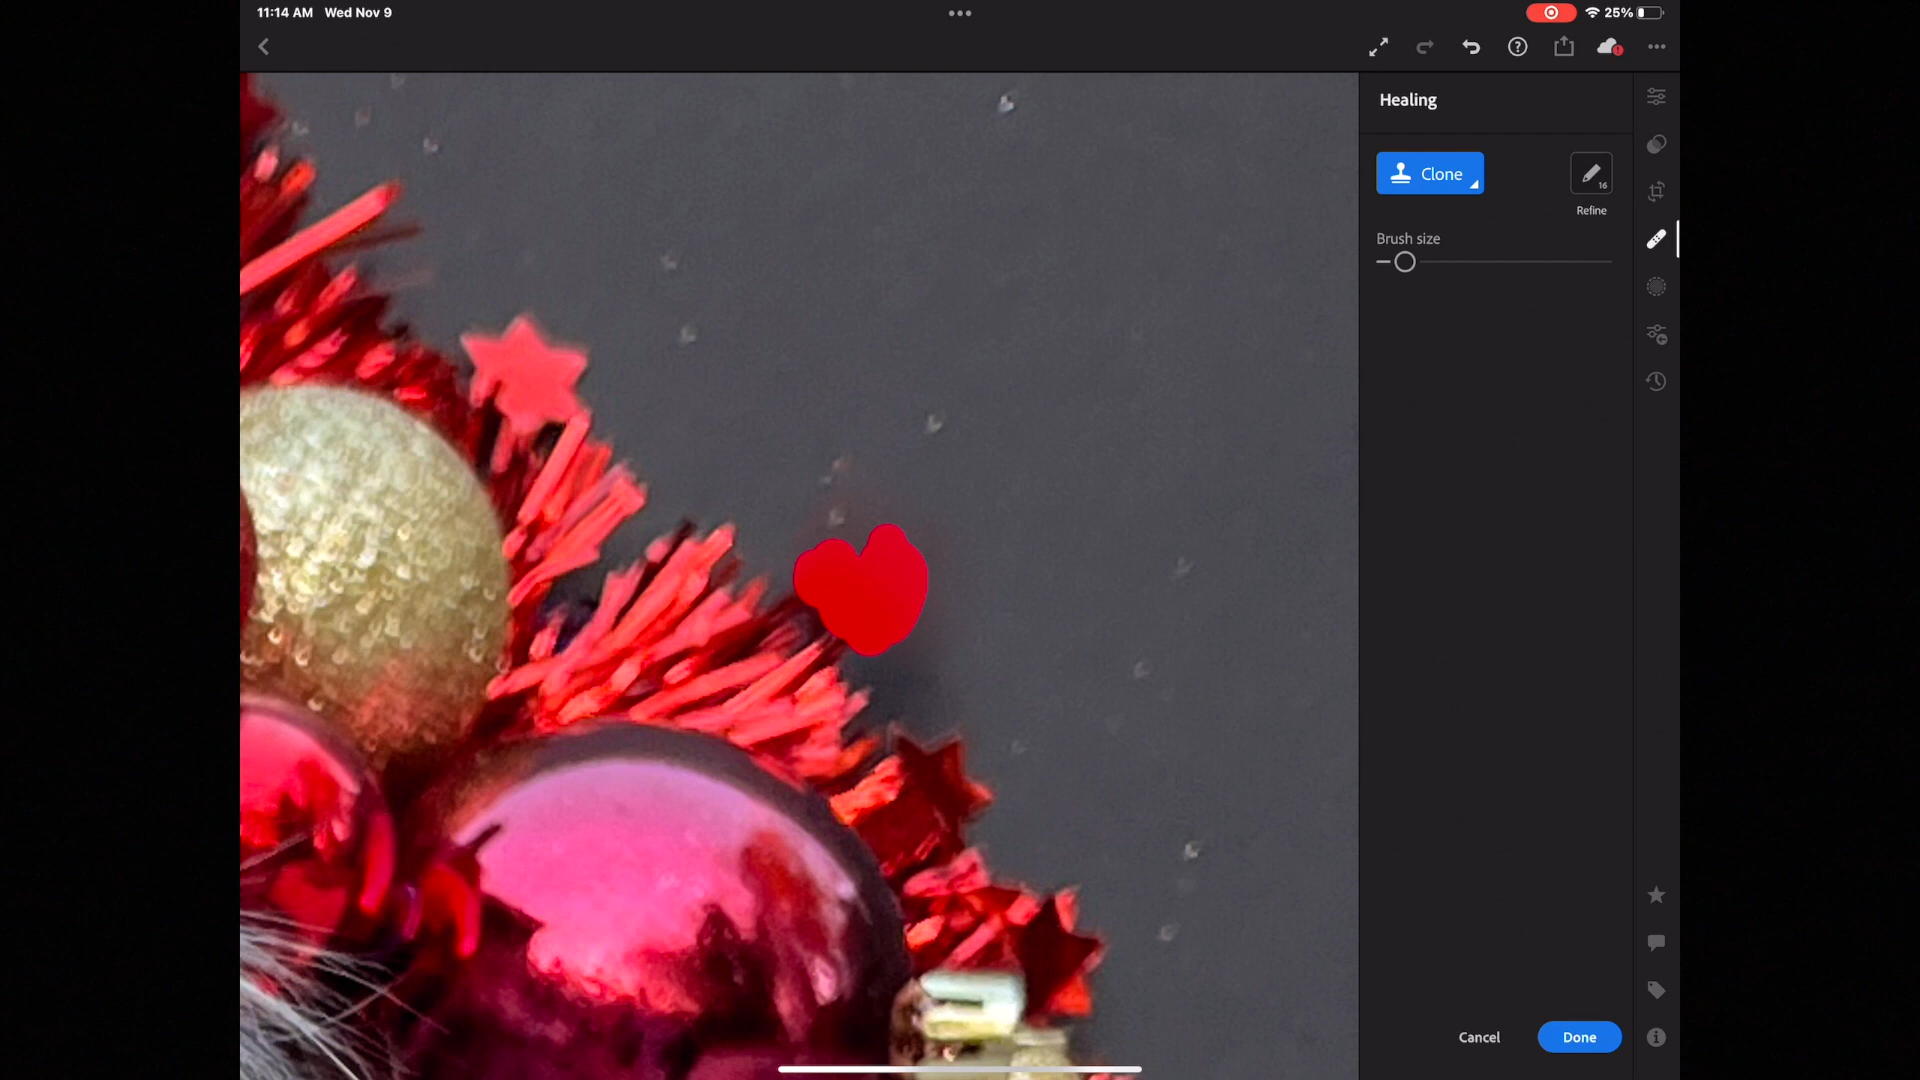 11:14 AM Wed Nov 9
25%
Healing
Clone
16
Refine
Brush size
Cancel
Done